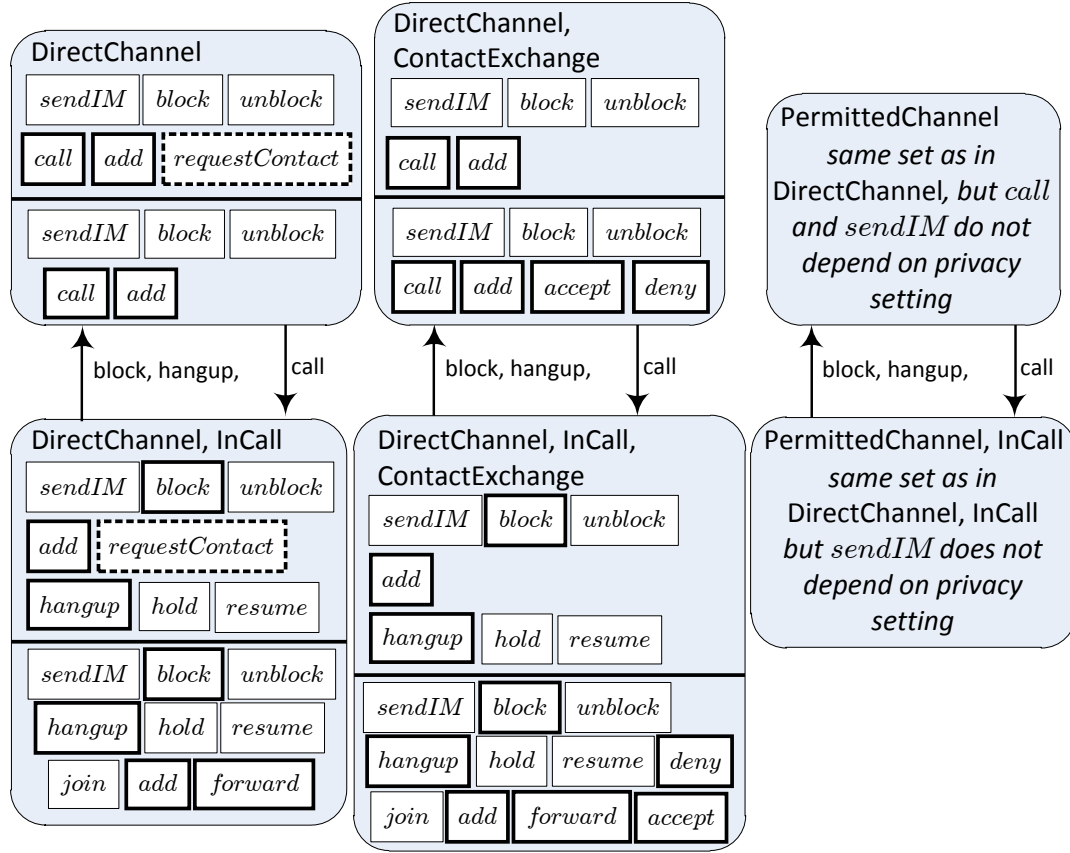 DirectChannel
sendIM block unblock
call add requestContact
sendIM block unblock
call add
DirectChannel,
ContactExchange
sendIM block unblock
call add
sendIM block unblock
call add accept deny
PermittedChannel
same set as in
DirectChannel, but call
and sendIM do not
depend on privacy
setting
block, hangup,
call
block, hangup,
call
block, hangup,
call
DirectChannel, InCall
sendIM block unblock
add requestContact
hangup hold resume
sendIM block unblock
hangup hold resume
join add forward
DirectChannel, InCall,
ContactExchange
sendIM block unblock
add
hangup hold resume
sendIM block unblock
hangup hold resume deny
join add forward accept
PermittedChannel, InCall
same set as in
DirectChannel, InCall
but sendIM does not
depend on privacy
setting